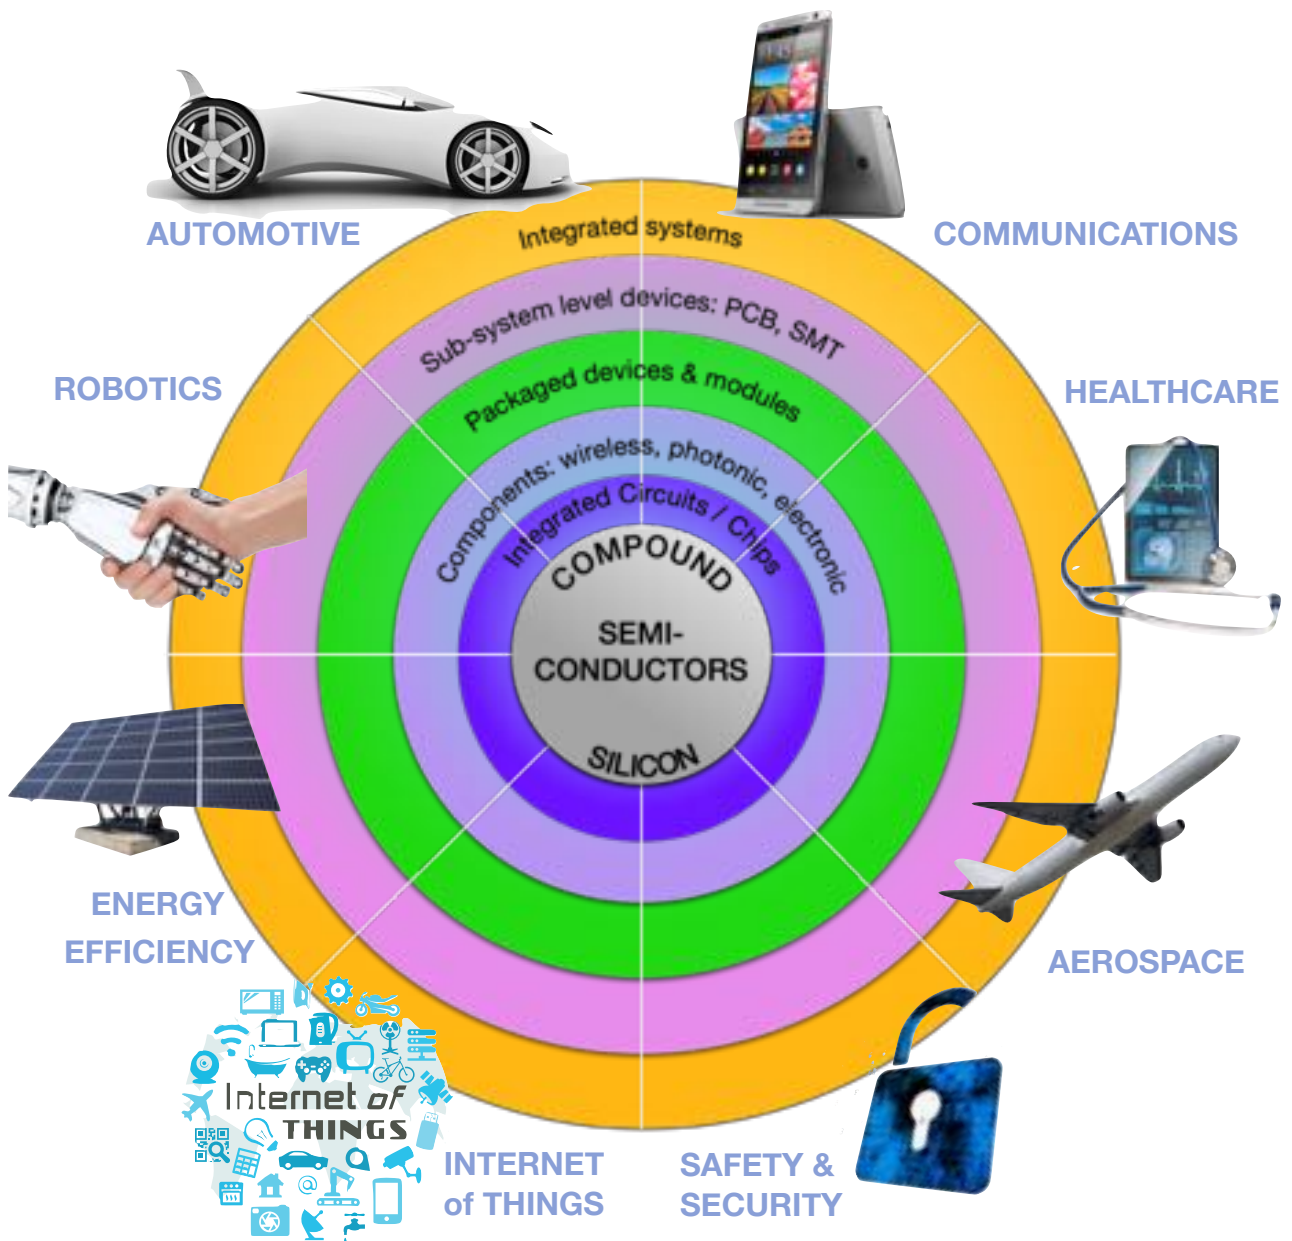 AUTOMOTIVE
COMMUNICATIONS
Integrated systems
Sub-system level devices: PCB, SMT
Packaged devices & modules
Components: wireless, photonic, electronic
Integrated Circuits / Chips
COMPOUND
SEMI-
CONDUCTORS
SILICON
ROBOTICS
HEALTHCARE
ENERGY
EFFICIENCY
AEROSPACE
Internet of
THINGS
@
INTERNET
of THINGS
SAFETY &
SECURITY